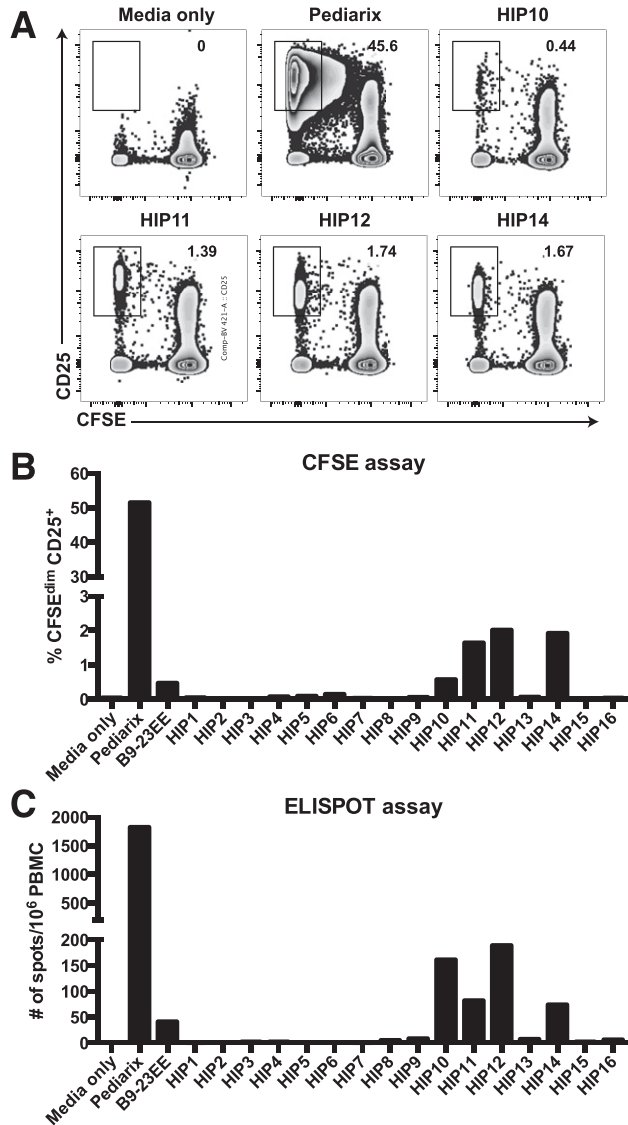 A
Media only
Pediarix
HIP10
0
45.6
0.44
HIP11
HIP12
HIP14
1.39
1.74
1.67
Comp-BV 421-A :: CD25
CD25
CFSE
B
CFSE assay
% CFSEdim CD25+
60
50
40
30
3
2
1
0
Media only
Pediarix
B9-23EE
HIP1
HIP2
HIP3
HIP4
HIP5
HIP6
HIP7
HIP8
HIP9
HIP10
HIP11
HIP12
HIP13
HIP14
HIP15
HIP16
C
ELISPOT assay
# of spots/10⁶ PBMC
2000
1500
1000
500
200
150
100
50
0
Media only
Pediarix
B9-23EE
HIP1
HIP2
HIP3
HIP4
HIP5
HIP6
HIP7
HIP8
HIP9
HIP10
HIP11
HIP12
HIP13
HIP14
HIP15
HIP16